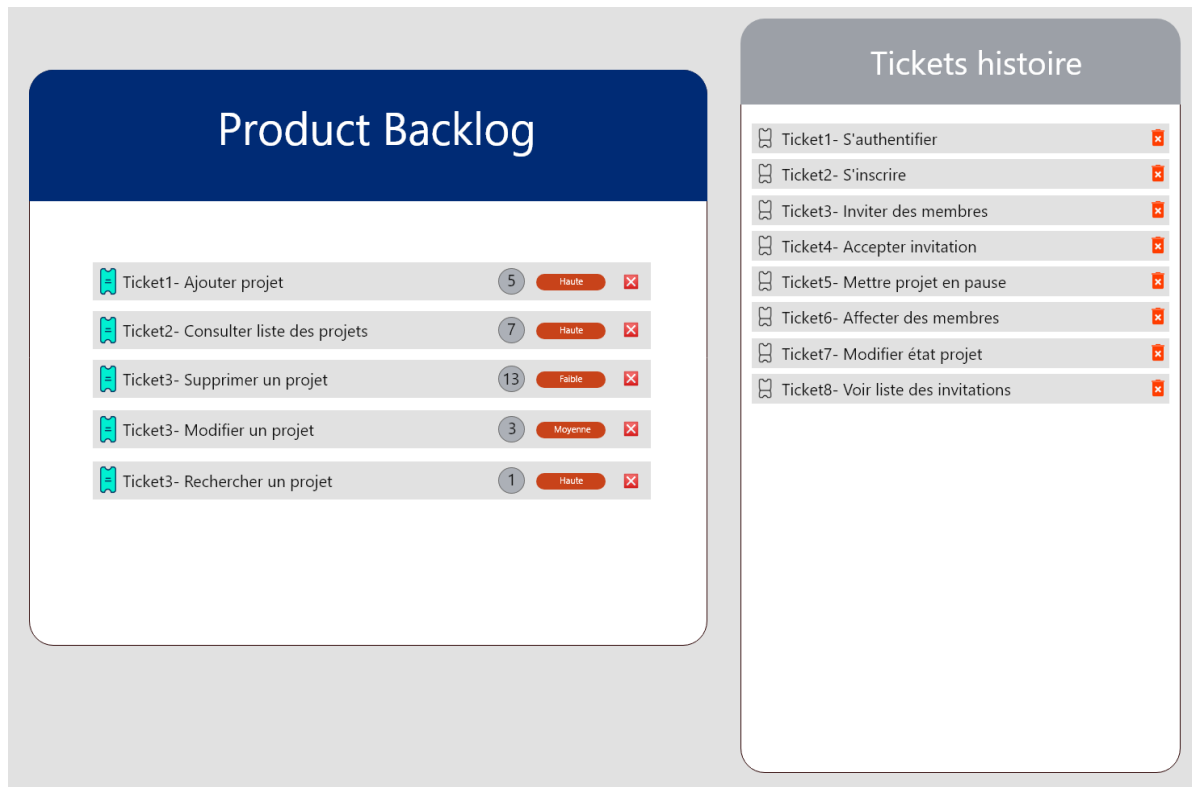 Product Backlog
Ticket1- Ajouter projet 5 Haute
Ticket2- Consulter liste des projets 7 Haute
Ticket3- Supprimer un projet 13 Faible
Ticket3- Modifier un projet 3 Moyenne
Ticket3- Rechercher un projet 1 Haute
Tickets histoire
Ticket1- S'authentifier
Ticket2- S'inscrire
Ticket3- Inviter des membres
Ticket4- Accepter invitation
Ticket5- Mettre projet en pause
Ticket6- Affecter des membres
Ticket7- Modifier état projet
Ticket8- Voir liste des invitations